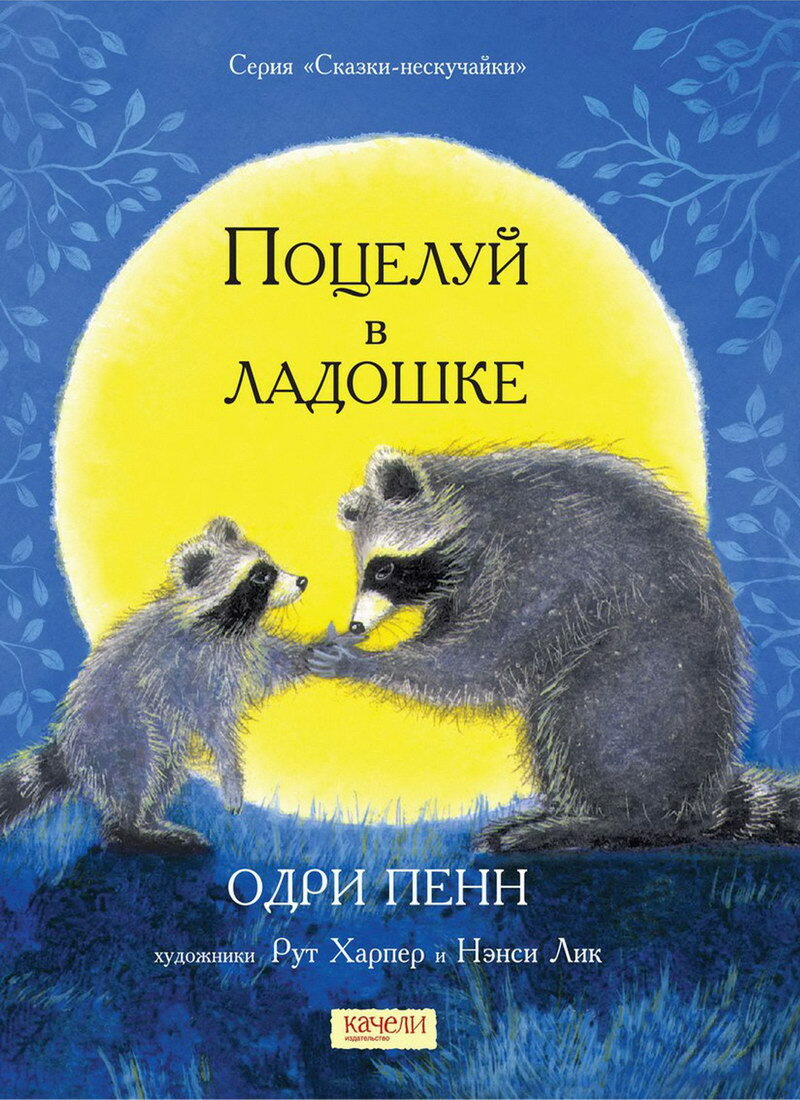 Серия «Сказки-нескучайки»
Поцелуй
в
ладошке
ОДРИ ПЕНН
художники Рут Харпер и Нэнси Лик
КАЧЕЛИ
издательство